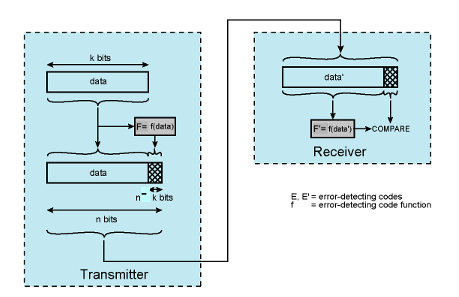 k bits
data
F= f(data)
data
n- k bits
n bits
Transmitter
data'
F'= f(data')
COMPARE
Receiver
E, E' = error-detecting codes
f = error-detecting code function